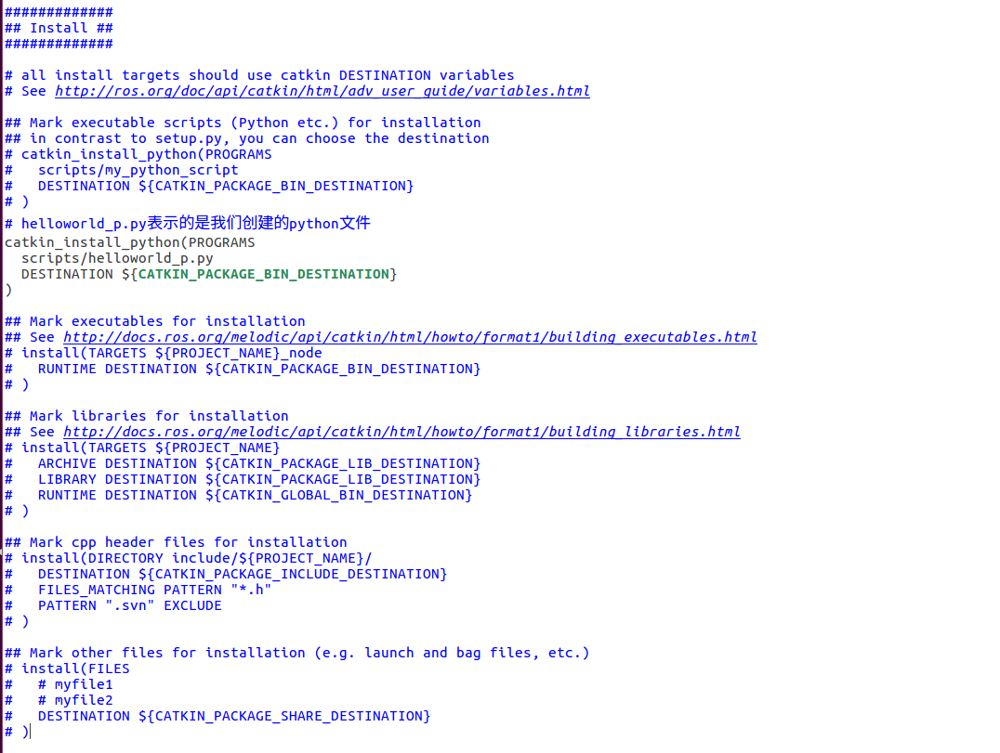 #############
## Install ##
#############
# all install targets should use catkin DESTINATION variables
# See http://ros.org/doc/api/catkin/html/adv_user_guide/variables.html
## Mark executable scripts (Python etc.) for installation
## in contrast to setup.py, you can choose the destination
# catkin_install_python(PROGRAMS
#   scripts/my_python_script
#   DESTINATION ${CATKIN_PACKAGE_BIN_DESTINATION}
# )
# helloworld_p.py表示的是我们创建的python文件
catkin_install_python(PROGRAMS
  scripts/helloworld_p.py
  DESTINATION ${CATKIN_PACKAGE_BIN_DESTINATION}
)
## Mark executables for installation
## See http://docs.ros.org/melodic/api/catkin/html/howto/format1/building_executables.html
# install(TARGETS ${PROJECT_NAME}_node
#   RUNTIME DESTINATION ${CATKIN_PACKAGE_BIN_DESTINATION}
# )
## Mark libraries for installation
## See http://docs.ros.org/melodic/api/catkin/html/howto/format1/building_libraries.html
# install(TARGETS ${PROJECT_NAME}
#   ARCHIVE DESTINATION ${CATKIN_PACKAGE_LIB_DESTINATION}
#   LIBRARY DESTINATION ${CATKIN_PACKAGE_LIB_DESTINATION}
#   RUNTIME DESTINATION ${CATKIN_GLOBAL_BIN_DESTINATION}
# )
## Mark cpp header files for installation
# install(DIRECTORY include/${PROJECT_NAME}/
#   DESTINATION ${CATKIN_PACKAGE_INCLUDE_DESTINATION}
#   FILES_MATCHING PATTERN "*.h"
#   PATTERN ".svn" EXCLUDE
# )
## Mark other files for installation (e.g. launch and bag files, etc.)
# install(FILES
#   # myfile1
#   # myfile2
#   DESTINATION ${CATKIN_PACKAGE_SHARE_DESTINATION}
# )